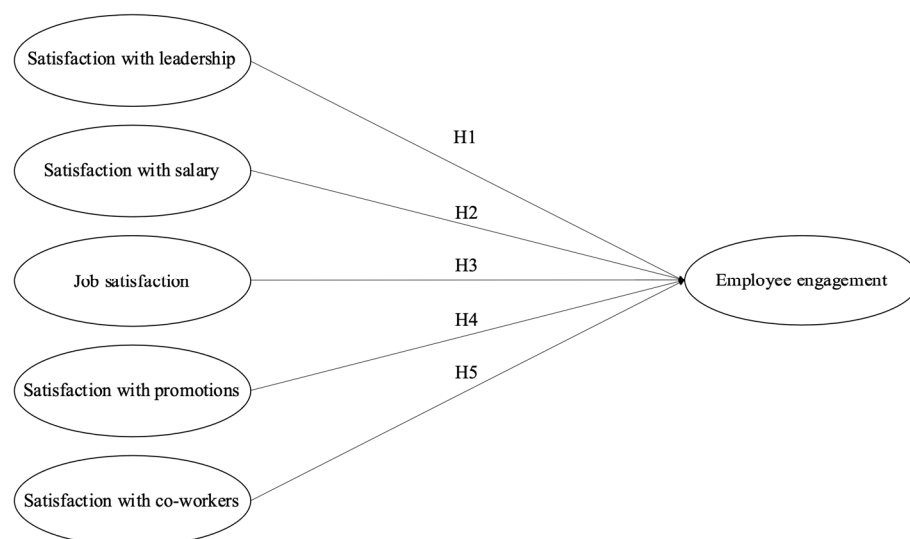 Satisfaction with leadership
H1
Satisfaction with salary
H2
Job satisfaction
H3
Employee engagement
H4
Satisfaction with promotions
H5
Satisfaction with co-workers